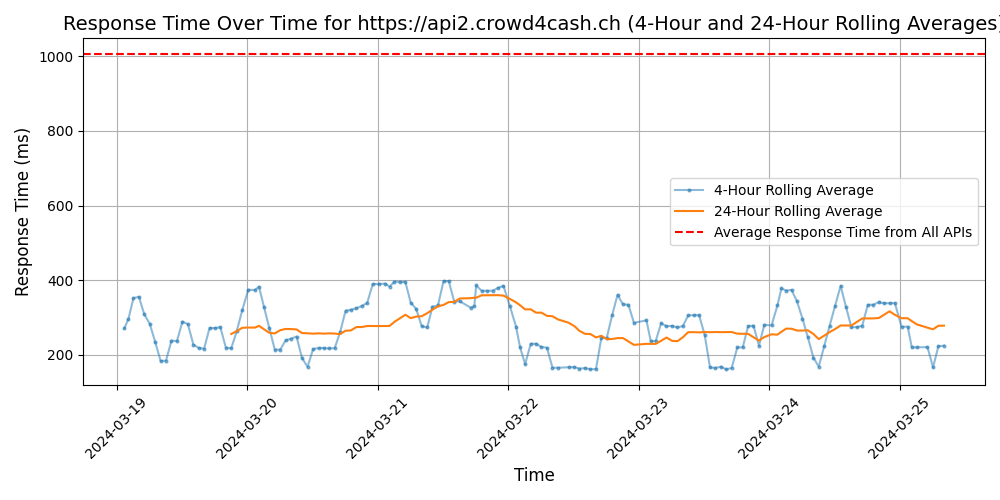 Response Time Over Time for https://api2.crowd4cash.ch (4-Hour and 24-Hour Rolling Averages)
Response Time (ms)
1000
800
600
400
200
4-Hour Rolling Average
24-Hour Rolling Average
Average Response Time from All APIs
2024-03-19
2024-03-20
2024-03-21
2024-03-22
2024-03-23
2024-03-24
2024-03-25
Time